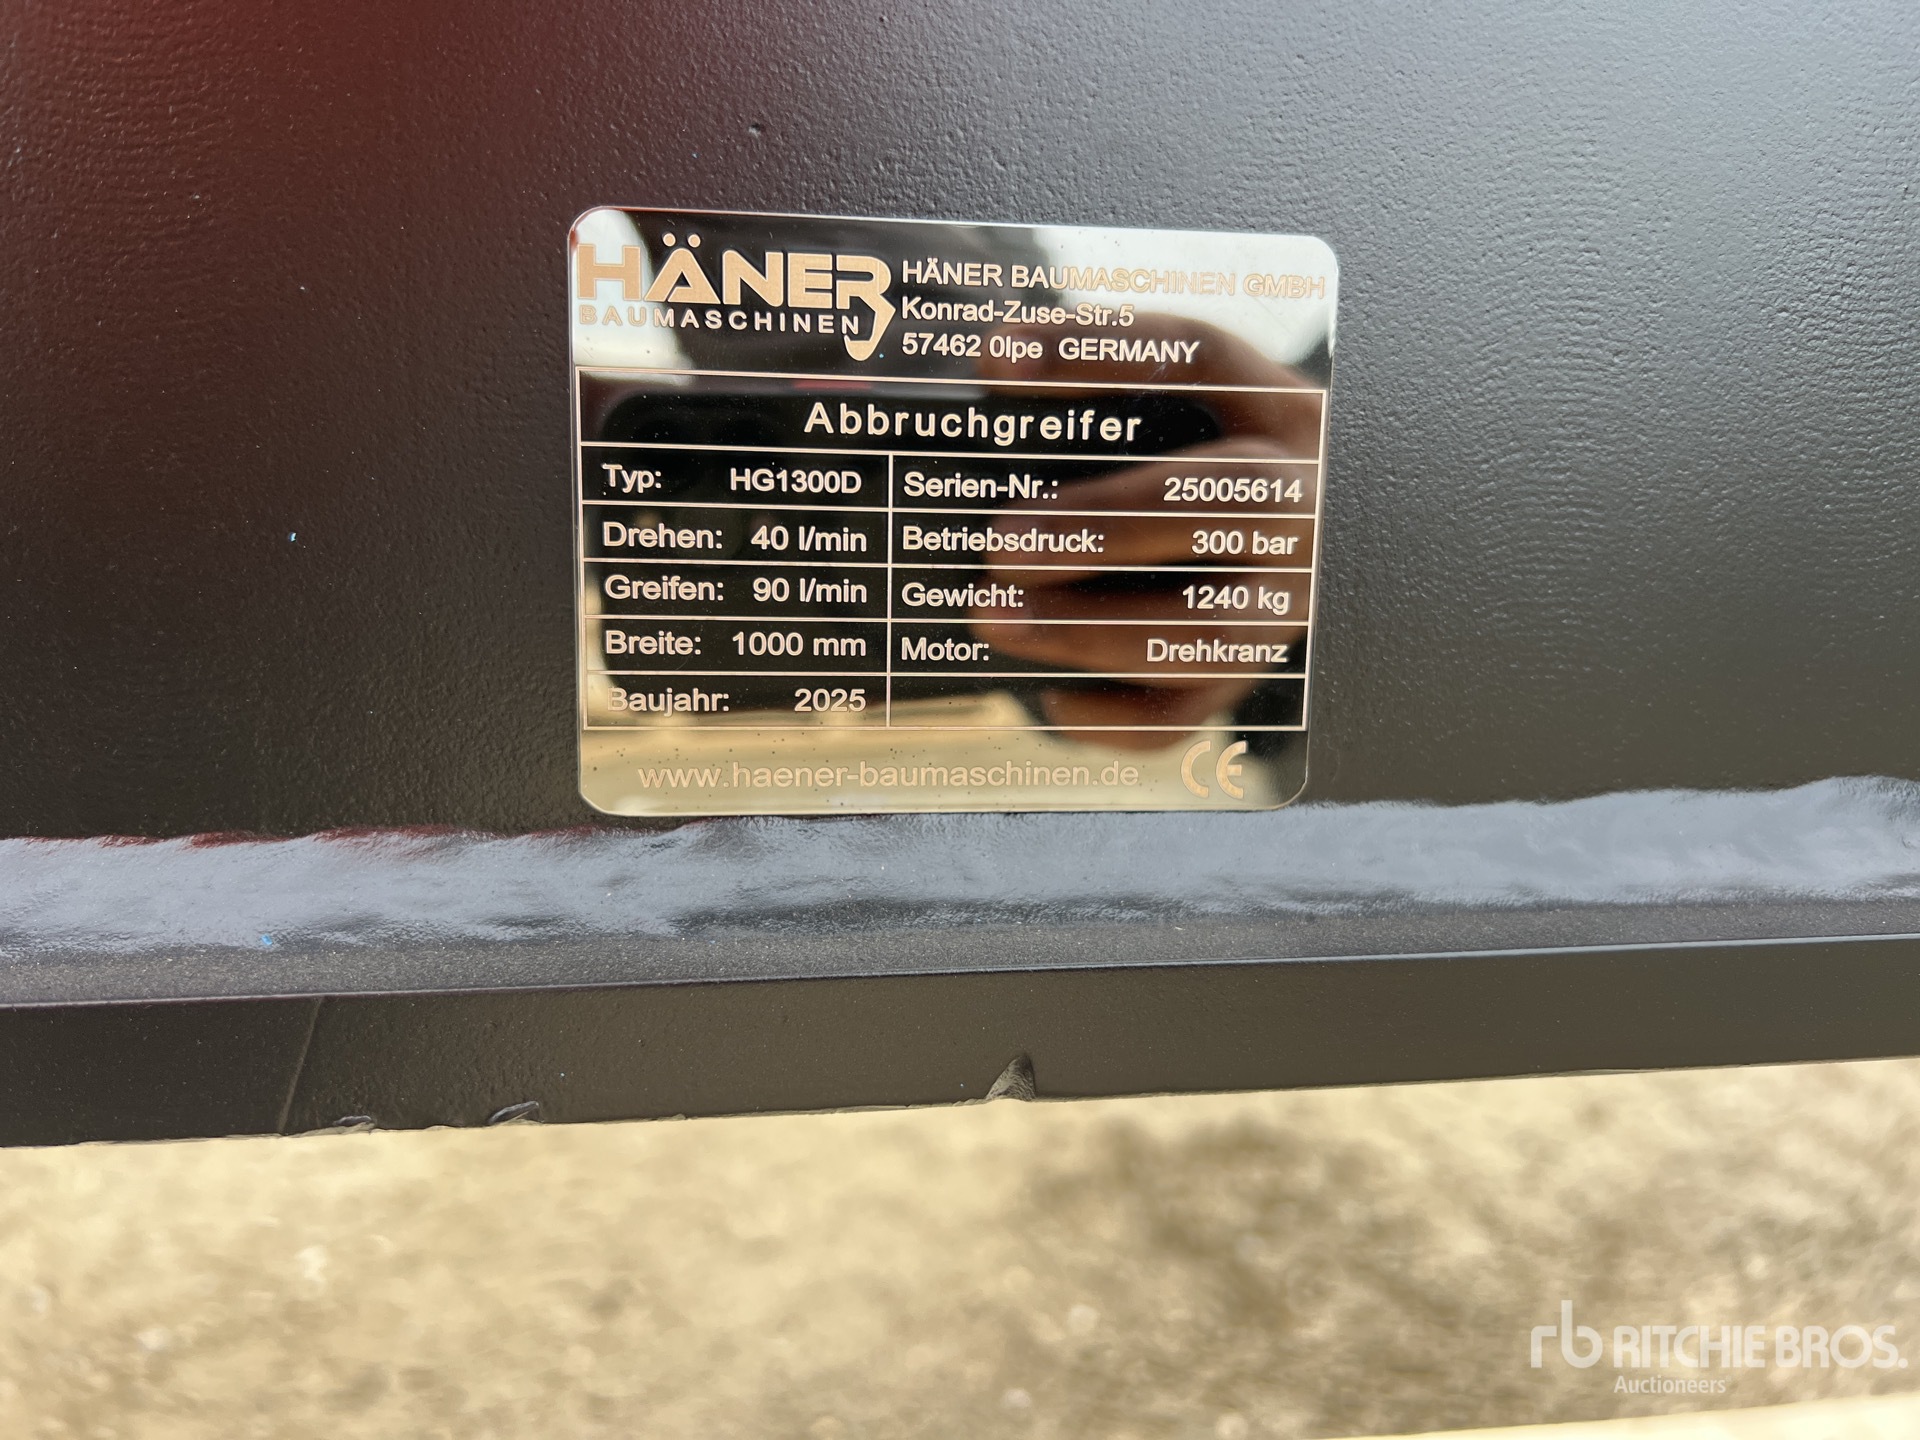 HÄNER
BAUMASCHINEN
HÄNER BAUMASCHINEN GMBH
Konrad-Zuse-Str.5
57462 Olpe GERMANY
Abbruchgreifer
Typ: HG1300D Serien-Nr.: 25005614
Drehen: 40 l/min Betriebsdruck: 300 bar
Greifen: 90 l/min Gewicht: 1240 kg
Breite: 1000 mm Motor: Drehkranz
Baujahr: 2025
www.haener-baumaschinen.de CE
rb RITCHIE BROS.
Auctioneers